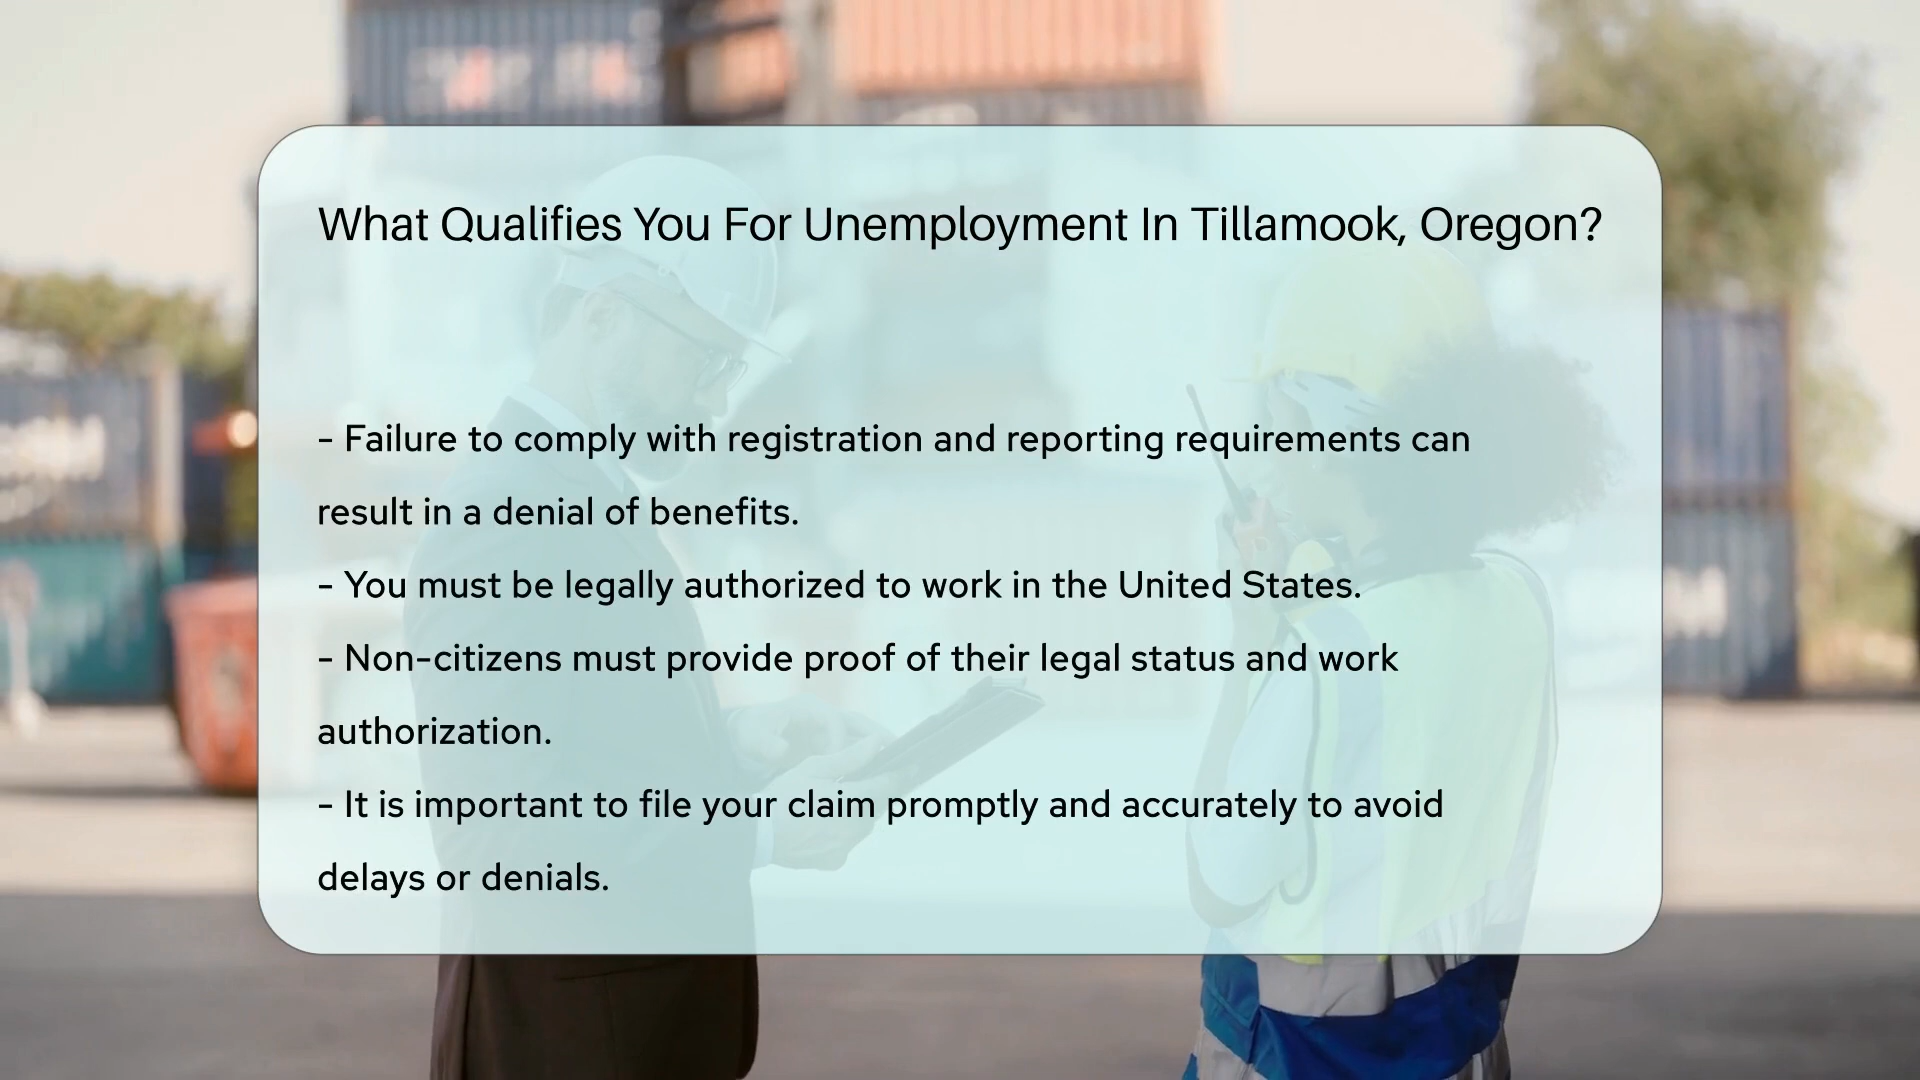 What Qualifies You For Unemployment In Tillamook, Oregon?
- Failure to comply with registration and reporting requirements can
result in a denial of benefits.
- You must be legally authorized to work in the United States.
- Non-citizens must provide proof of their legal status and work
authorization.
- It is important to file your claim promptly and accurately to avoid
delays or denials.